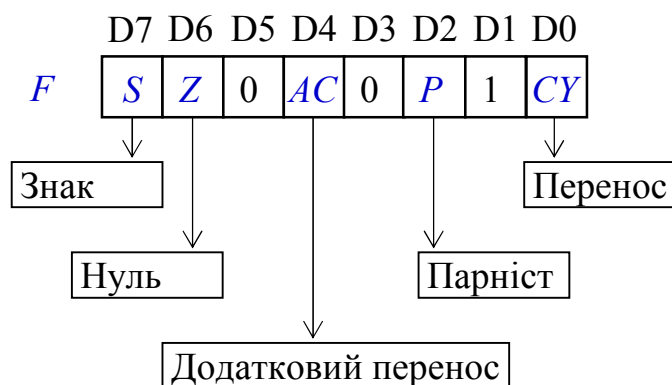 D7 D6 D5 D4 D3 D2 D1 D0
F S Z 0 AC 0 P 1 CY
Знак Перенос
Нуль Парніст
Додатковий перенос